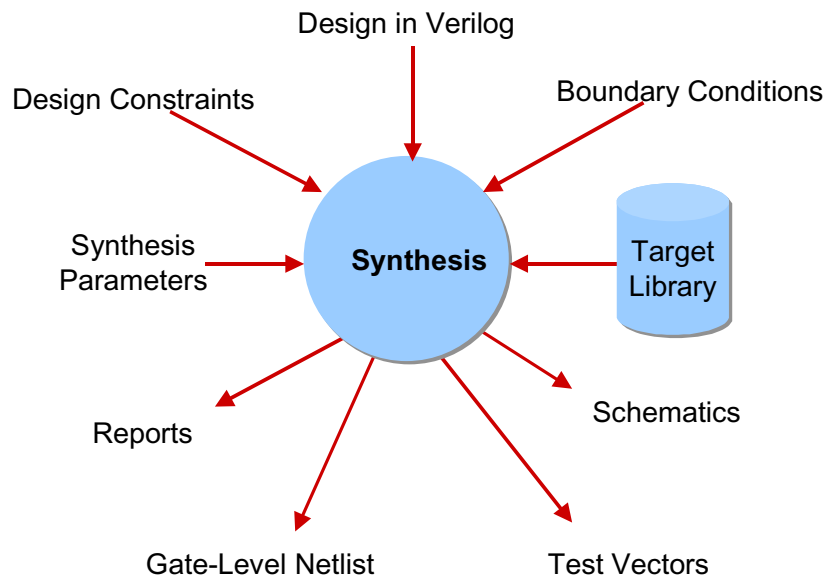 Design in Verilog
Design Constraints
Boundary Conditions
Synthesis
Parameters
Synthesis
Target
Library
Reports
Schematics
Gate-Level Netlist
Test Vectors